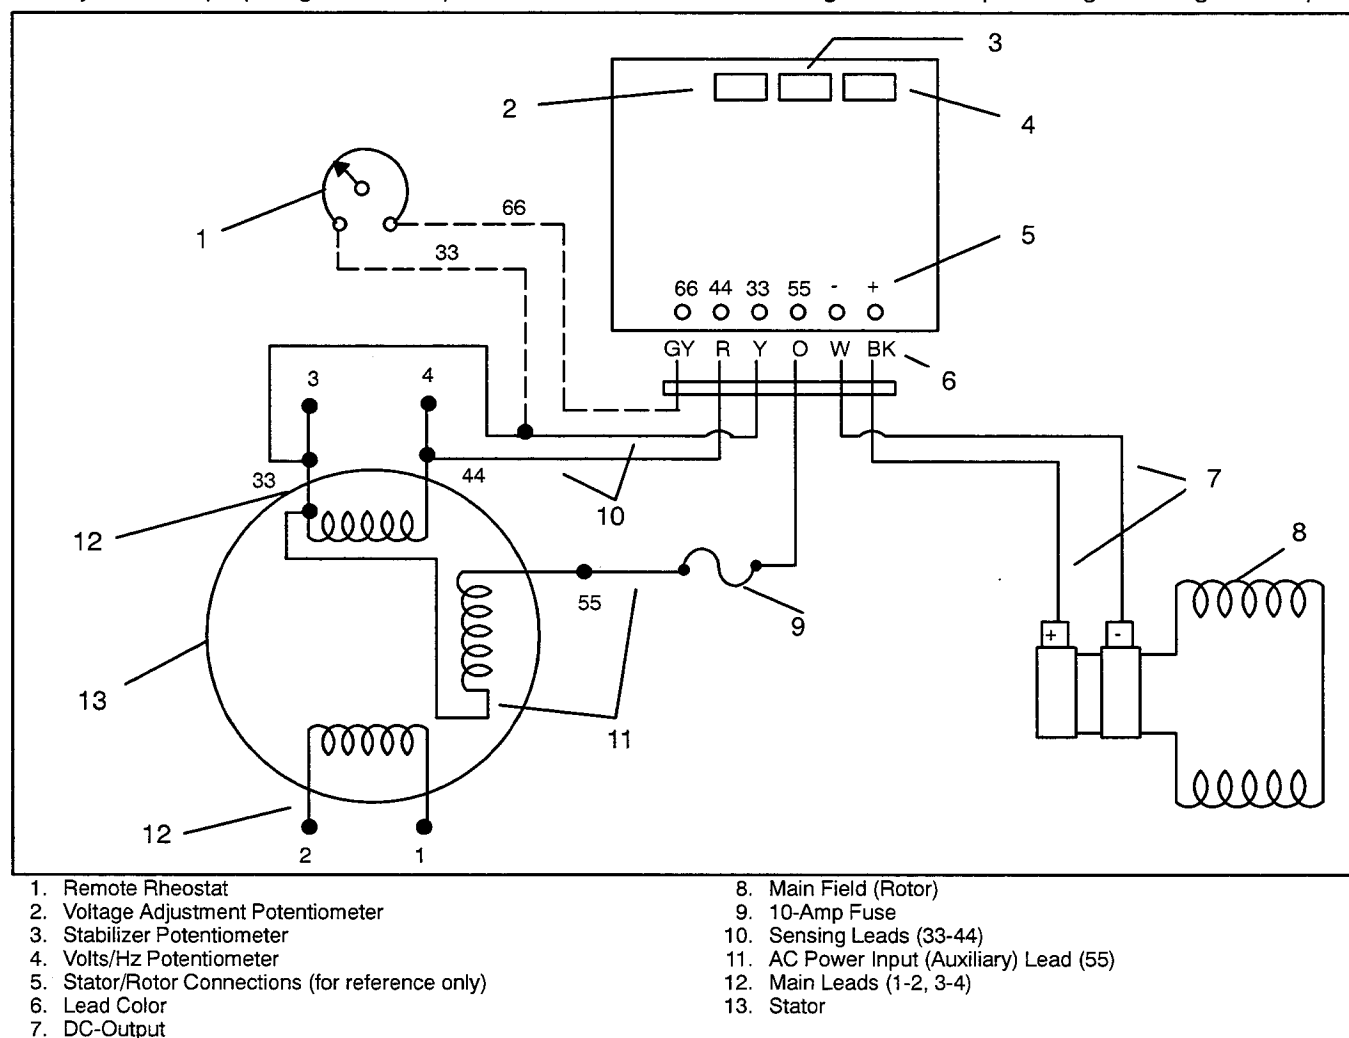 3
2
4
1
66
33
5
66 44 33 55 - +
GY R Y O W BK
6
3
4
33
44
10
7
12
8
55
9
+ -
13
11
12
2
1
1. Remote Rheostat
2. Voltage Adjustment Potentiometer
3. Stabilizer Potentiometer
4. Volts/Hz Potentiometer
5. Stator/Rotor Connections (for reference only)
6. Lead Color
7. DC-Output
8. Main Field (Rotor)
9. 10-Amp Fuse
10. Sensing Leads (33-44)
11. AC Power Input (Auxiliary) Lead (55)
12. Main Leads (1-2, 3-4)
13. Stator